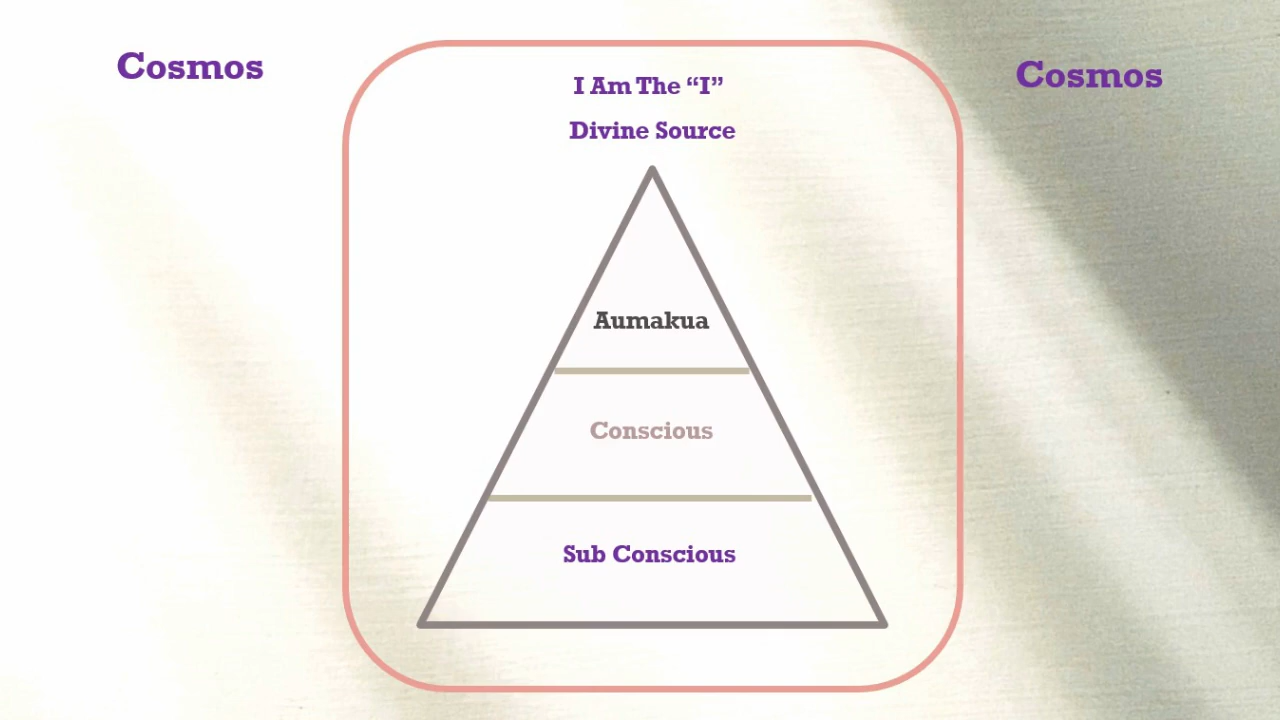 Cosmos
Cosmos
I Am The “I”
Divine Source
Aumakua
Conscious
Sub Conscious